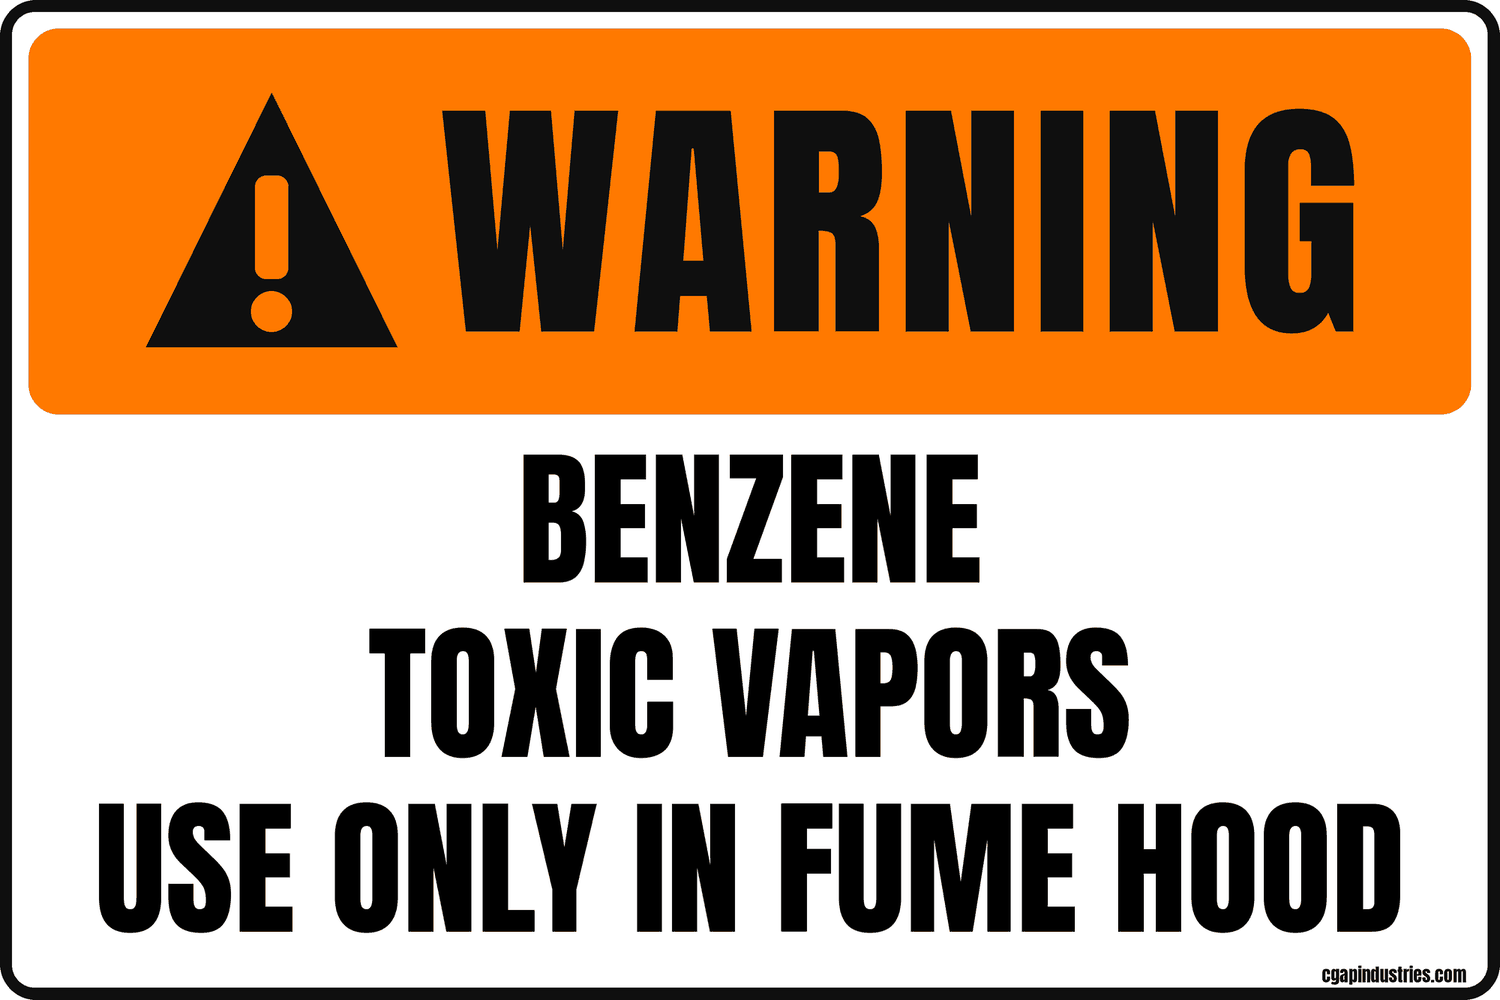 WARNING
BENZENE
TOXIC VAPORS
USE ONLY IN FUME HOOD
cgapindustries.com